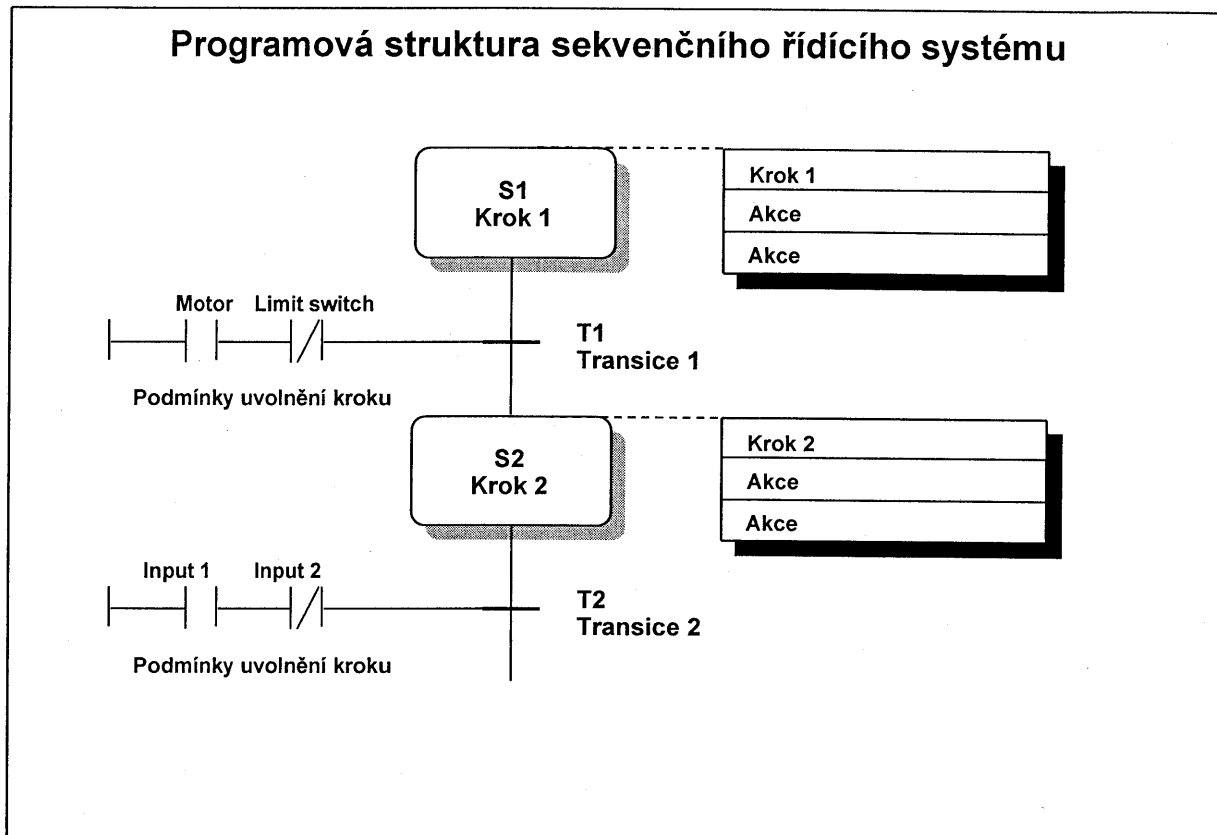 Programová struktura sekvenčního řídícího systému
S1
Krok 1
Krok 1
Akce
Akce
Motor
Limit switch
T1
Transice 1
Podmínky uvolnění kroku
S2
Krok 2
Krok 2
Akce
Akce
Input 1
Input 2
T2
Transice 2
Podmínky uvolnění kroku